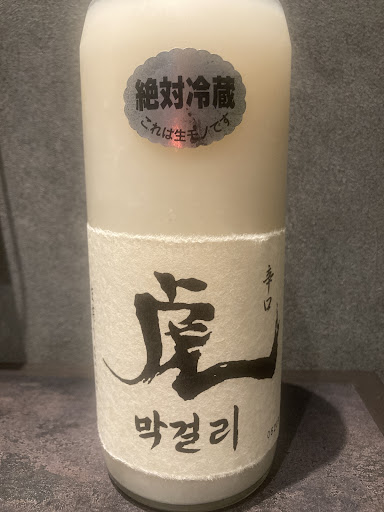 絶対冷蔵
これは生モノです
辛口
虎
막걸리